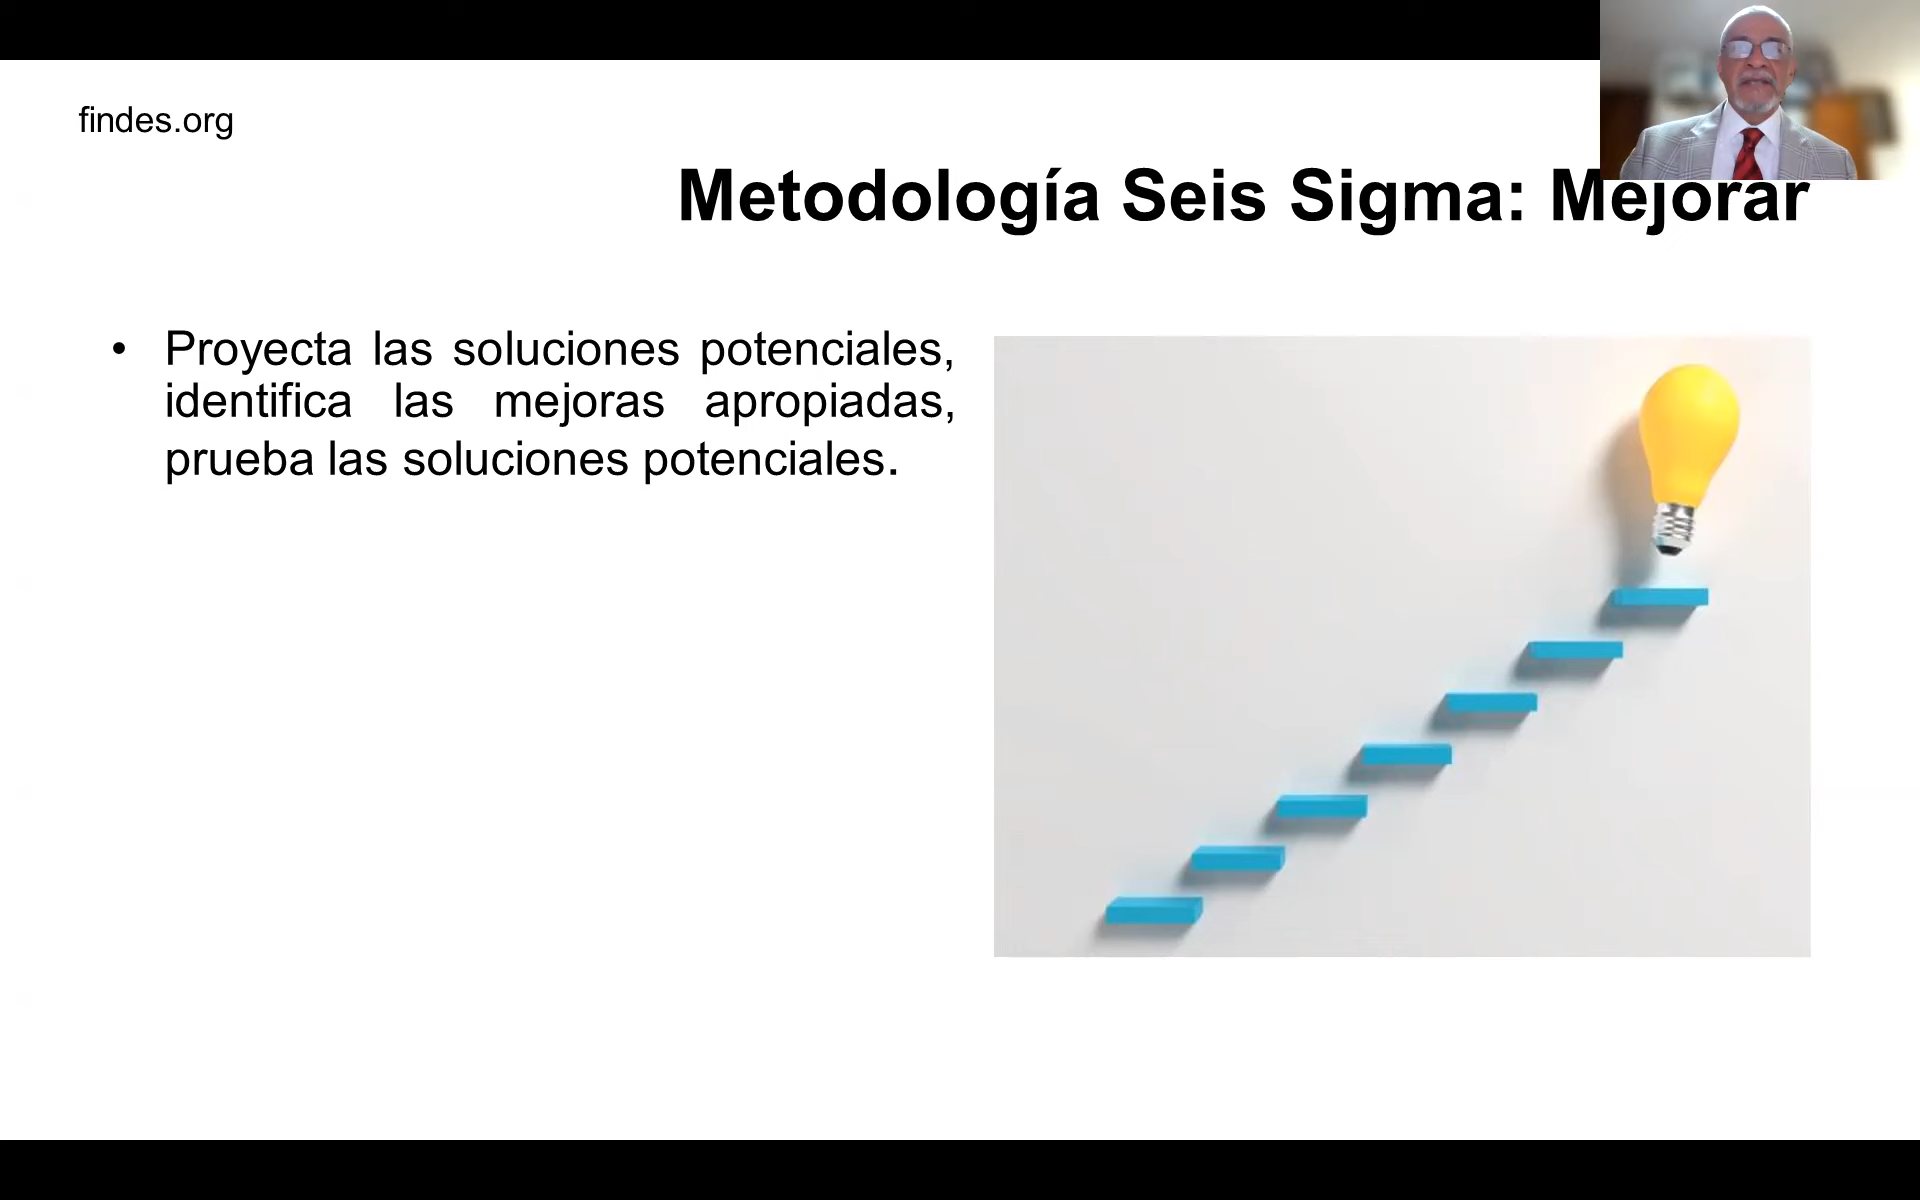 findes.org
Metodología Seis Sigma: Mejorar
• Proyecta las soluciones potenciales,
identifica las mejoras apropiadas,
prueba las soluciones potenciales.